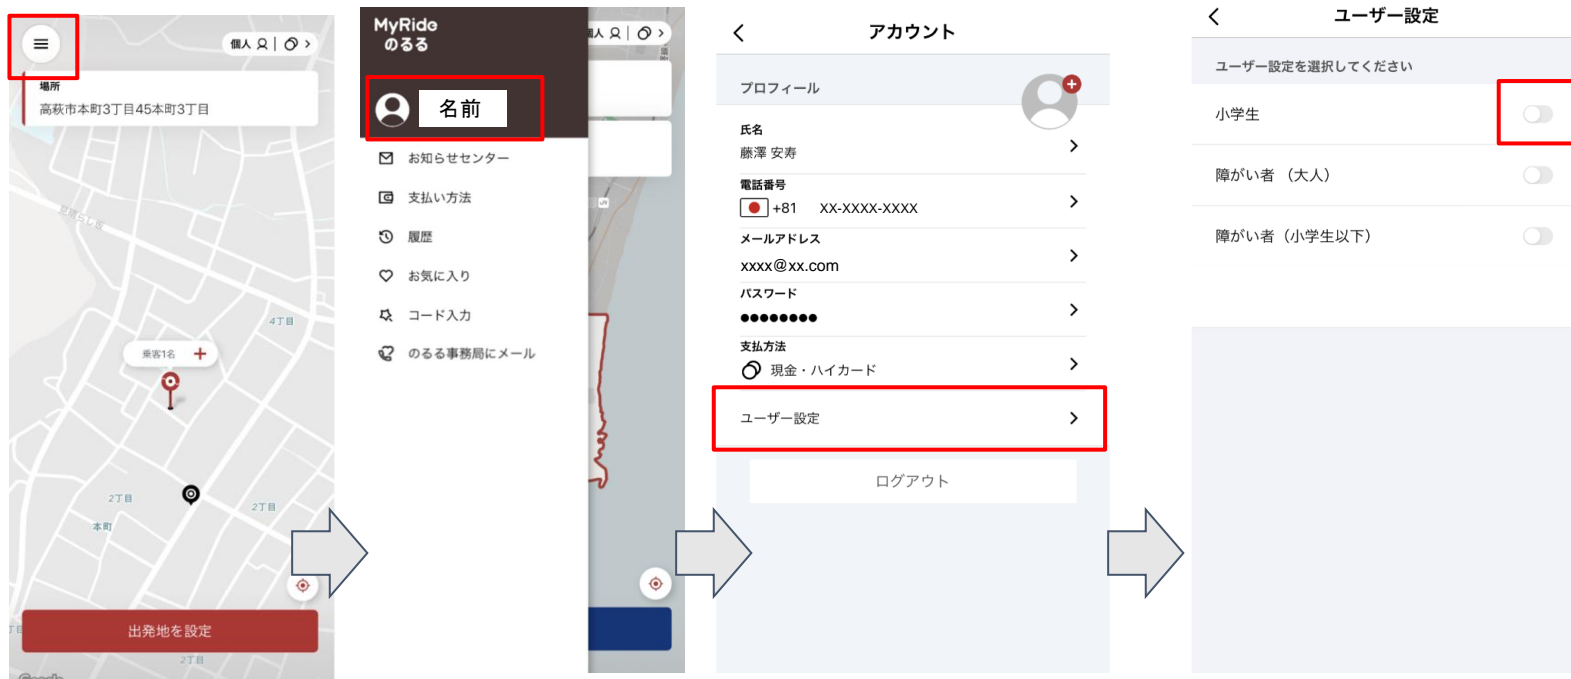 個人
場所
高萩市本町3丁目45本町3丁目
4丁目
乗客1名
2丁目
2丁目
本町
出発地を設定
2丁目
MyRide
のるる
名前
お知らせセンター
支払い方法
履歴
お気に入り
コード入力
のるる事務局にメール
アカウント
プロフィール
氏名
藤澤 安寿
電話番号
+81 XX-XXXX-XXXX
メールアドレス
xxxx@xx.com
パスワード
支払方法
現金・ハイカード
ユーザー設定
ログアウト
ユーザー設定
ユーザー設定を選択してください
小学生
障がい者 （大人）
障がい者（小学生以下）